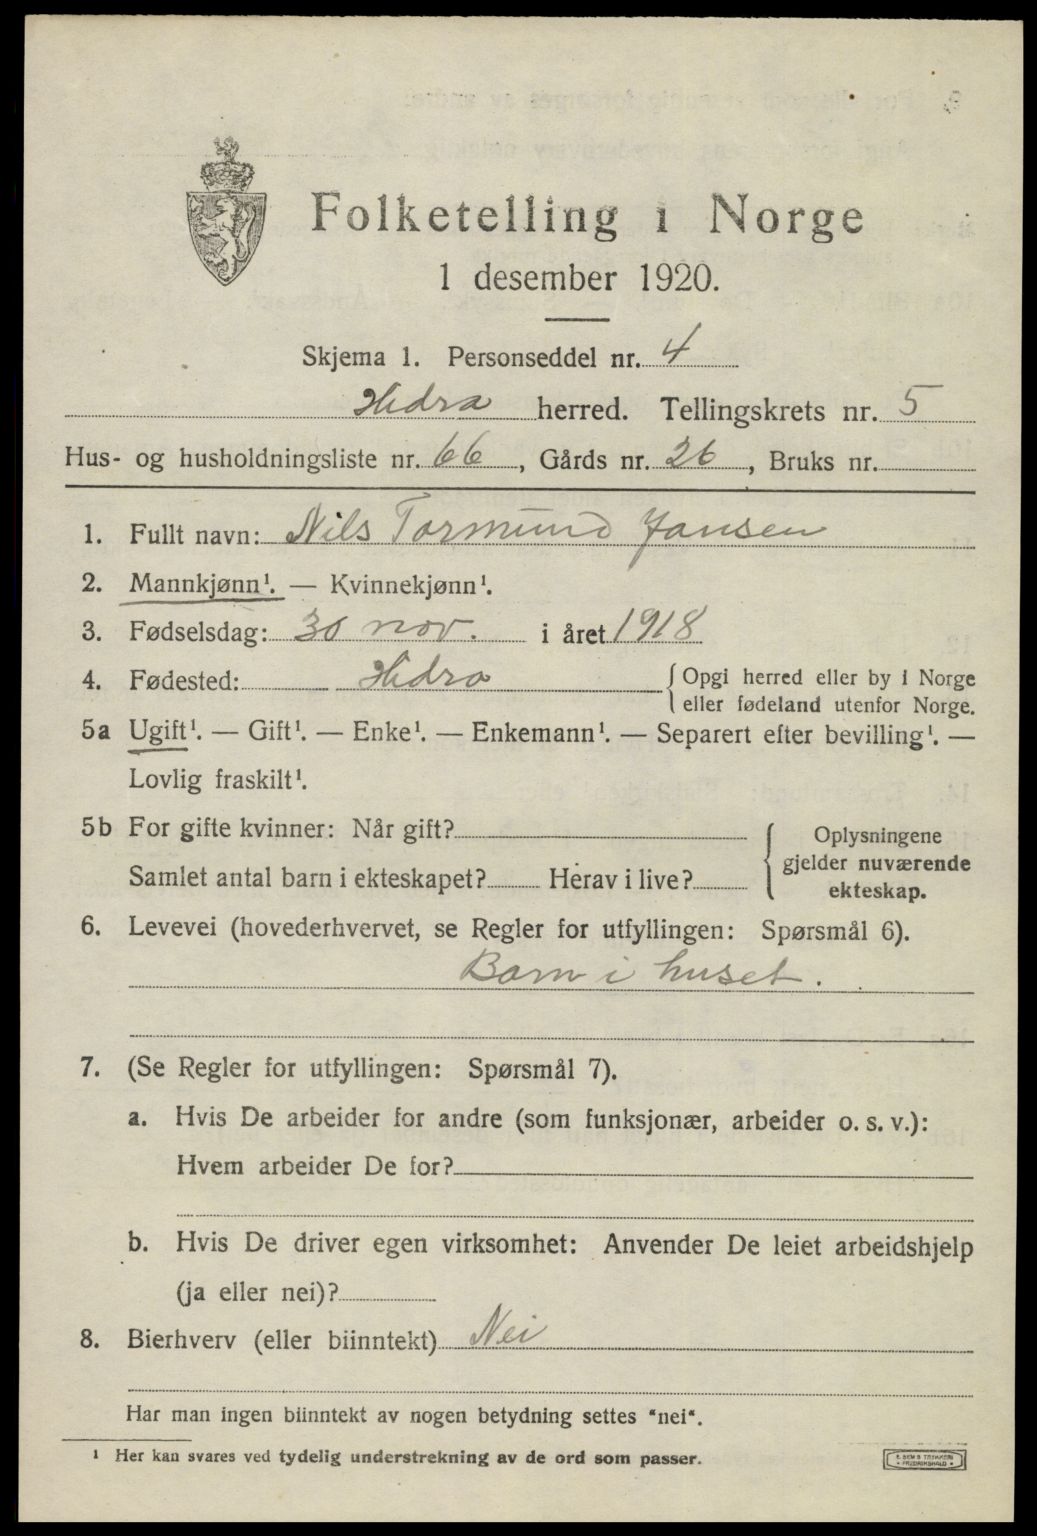 Folketelling i Norge
1 desember 1920.
Skjema 1. Personseddel nr. 4
Hidra herred. Tellingskrets nr. 5
Hus- og husholdningsliste nr. 66, Gårds nr. 26, Bruks nr.
1. Fullt navn: Nils Tormund Jansen
2. Mannkjønn¹. — Kvinnekjønn¹.
3. Fødselsdag: 30 nov. i året 1918
4. Fødested: Hidra {Opgi herred eller by i Norge
eller fødeland utenfor Norge.
5a Ugift¹. — Gift¹. — Enke¹. — Enkemann¹. — Separert efter bevilling¹. —
Lovlig fraskilt¹.
5b For gifte kvinner: Når gift? Oplysningene
gjelder nuværende
Samlet antal barn i ekteskapet? Herav i live?
ekteskap.
6. Levevei (hovederhvervet, se Regler for utfyllingen: Spørsmål 6).
Barn i huset.
7. (Se Regler for utfyllingen: Spørsmål 7).
a. Hvis De arbeider for andre (som funksjonær, arbeider o. s. v.):
Hvem arbeider De for?
b. Hvis De driver egen virksomhet: Anvender De leiet arbeidshjelp
(ja eller nei)?
8. Bierhverv (eller biinntekt) Nei
Har man ingen biinntekt av nogen betydning settes "nei".
¹ Her kan svares ved tydelig understrekning av de ord som passer.
E. SEM'S TRYKKERI
FREDRIKSHALD